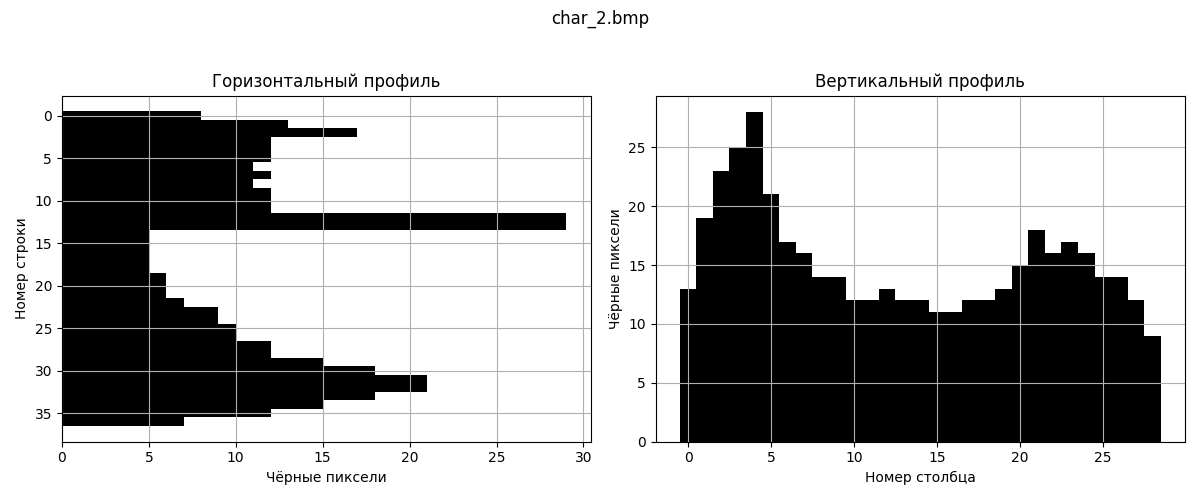 char_2.bmp
Горизонтальный профиль
Номер строки
0
5
10
15
20
25
30
35
0 5 10 15 20 25 30
Чёрные пиксели
Вертикальный профиль
Чёрные пиксели
25
20
15
10
5
0
0 5 10 15 20 25
Номер столбца